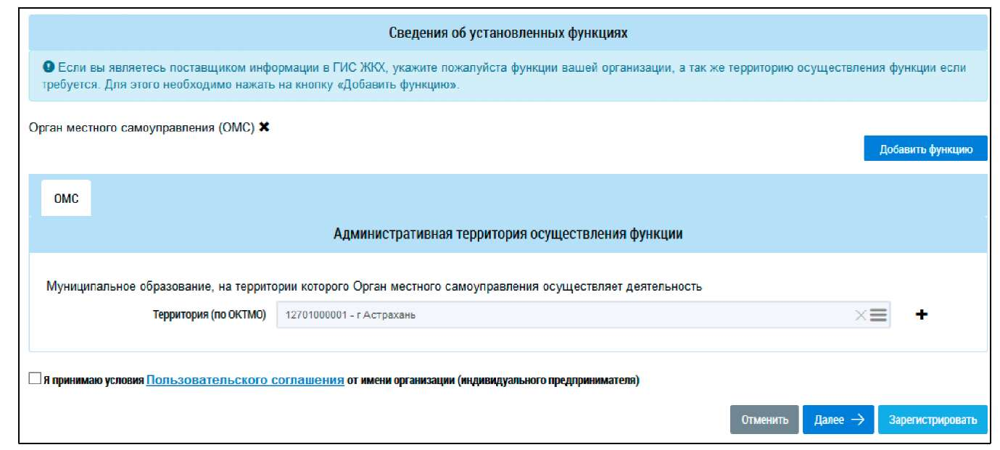 Сведения об установленных функциях
Если вы являетесь поставщиком информации в ГИС ЖКХ, укажите пожалуйста функции вашей организации, а так же территорию осуществления функции если
требуется. Для этого необходимо нажать на кнопку «Добавить функцию».
Орган местного самоуправления (ОМС)
Добавить функцию
ОМС
Административная территория осуществления функции
Муниципальное образование, на территории которого Орган местного самоуправления осуществляет деятельность
Территория (по ОКТМО) 12701000001 - г Астрахань
Я принимаю условия Пользовательского соглашения от имени организации (индивидуального предпринимателя)
Отменить Далее → Зарегистрировать